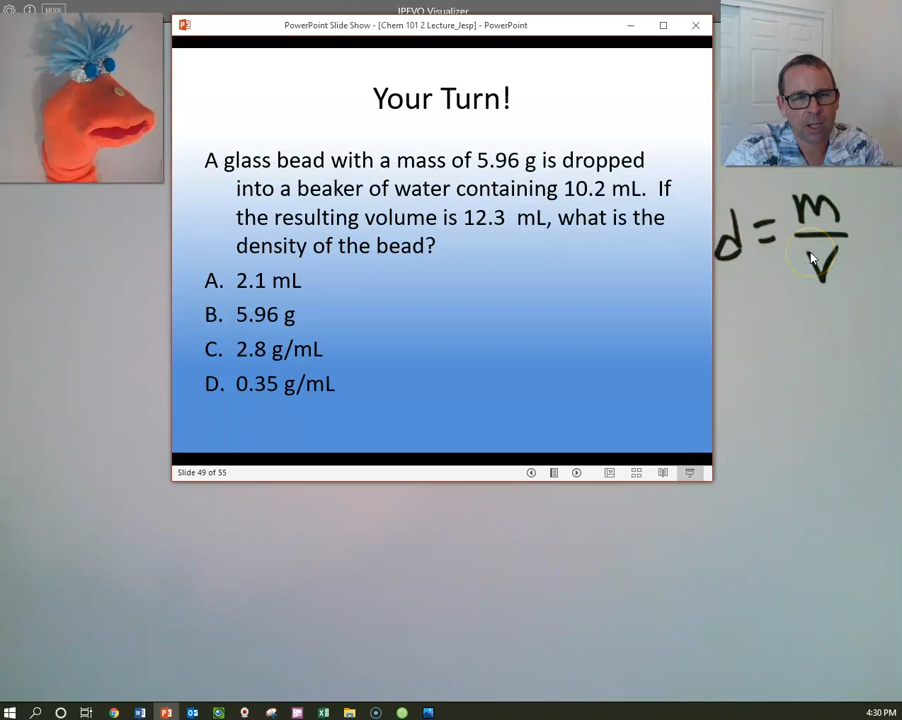 IPEVO Visualizer
MODE
PowerPoint Slide Show - [Chem 101 2 Lecture_Jesp] - PowerPoint
Your Turn!
A glass bead with a mass of 5.96 g is dropped
into a beaker of water containing 10.2 mL. If
the resulting volume is 12.3 mL, what is the
density of the bead?
A. 2.1 mL
B. 5.96 g
C. 2.8 g/mL
D. 0.35 g/mL
d = m
V
Slide 49 of 55
4:30 PM